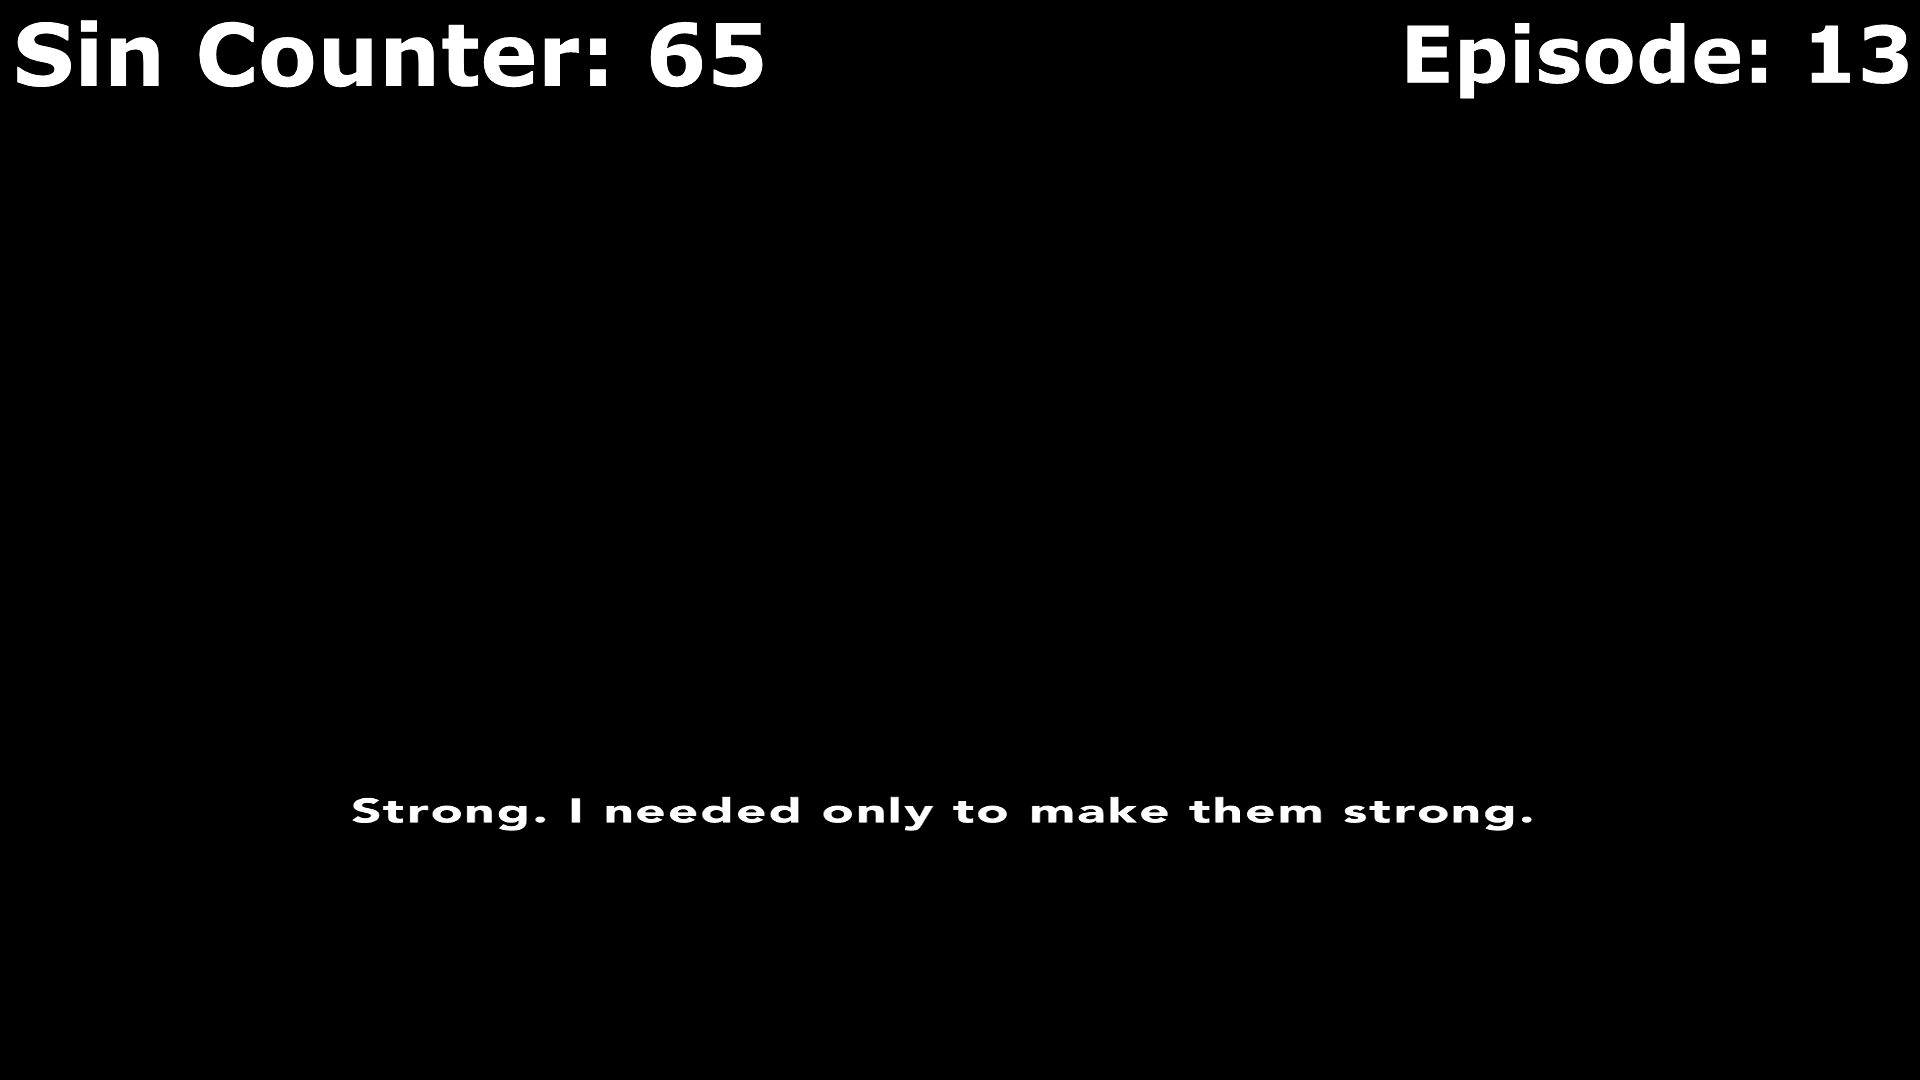 Sin Counter: 65
Episode: 13
Strong. I needed only to make them strong.